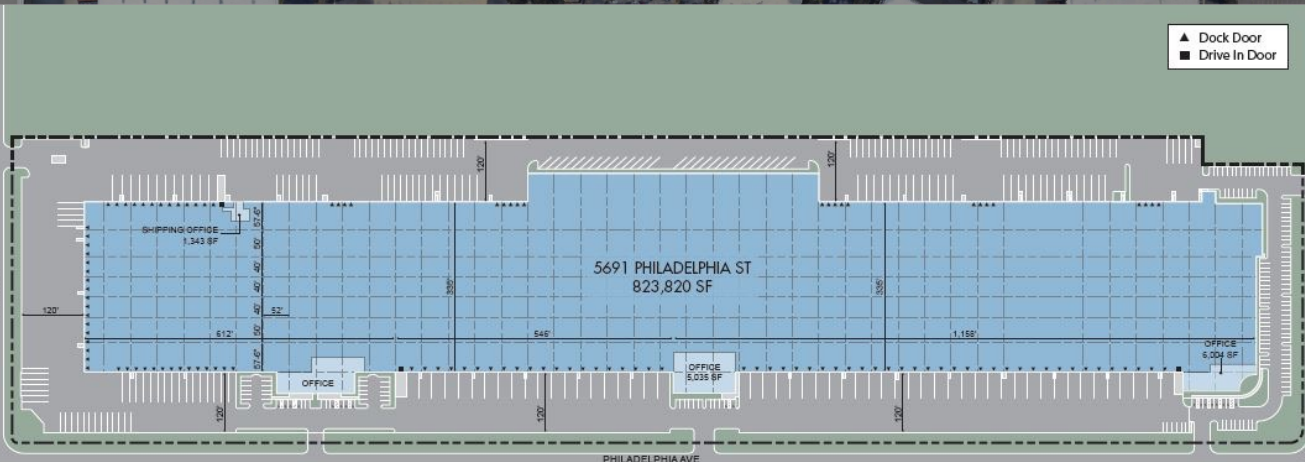 ▲ Dock Door
■ Drive In Door
120'
120'
SHIPPING OFFICE
1,343 SF
57'-6"
50'
40'
40'
40'
50'
57'-6"
52'
120'
612'
335'
546'
5691 PHILADELPHIA ST
823,820 SF
335'
1,156'
OFFICE
6,004 SF
OFFICE
OFFICE
5,035 SF
120'
120'
120'
PHILADELPHIA AVE